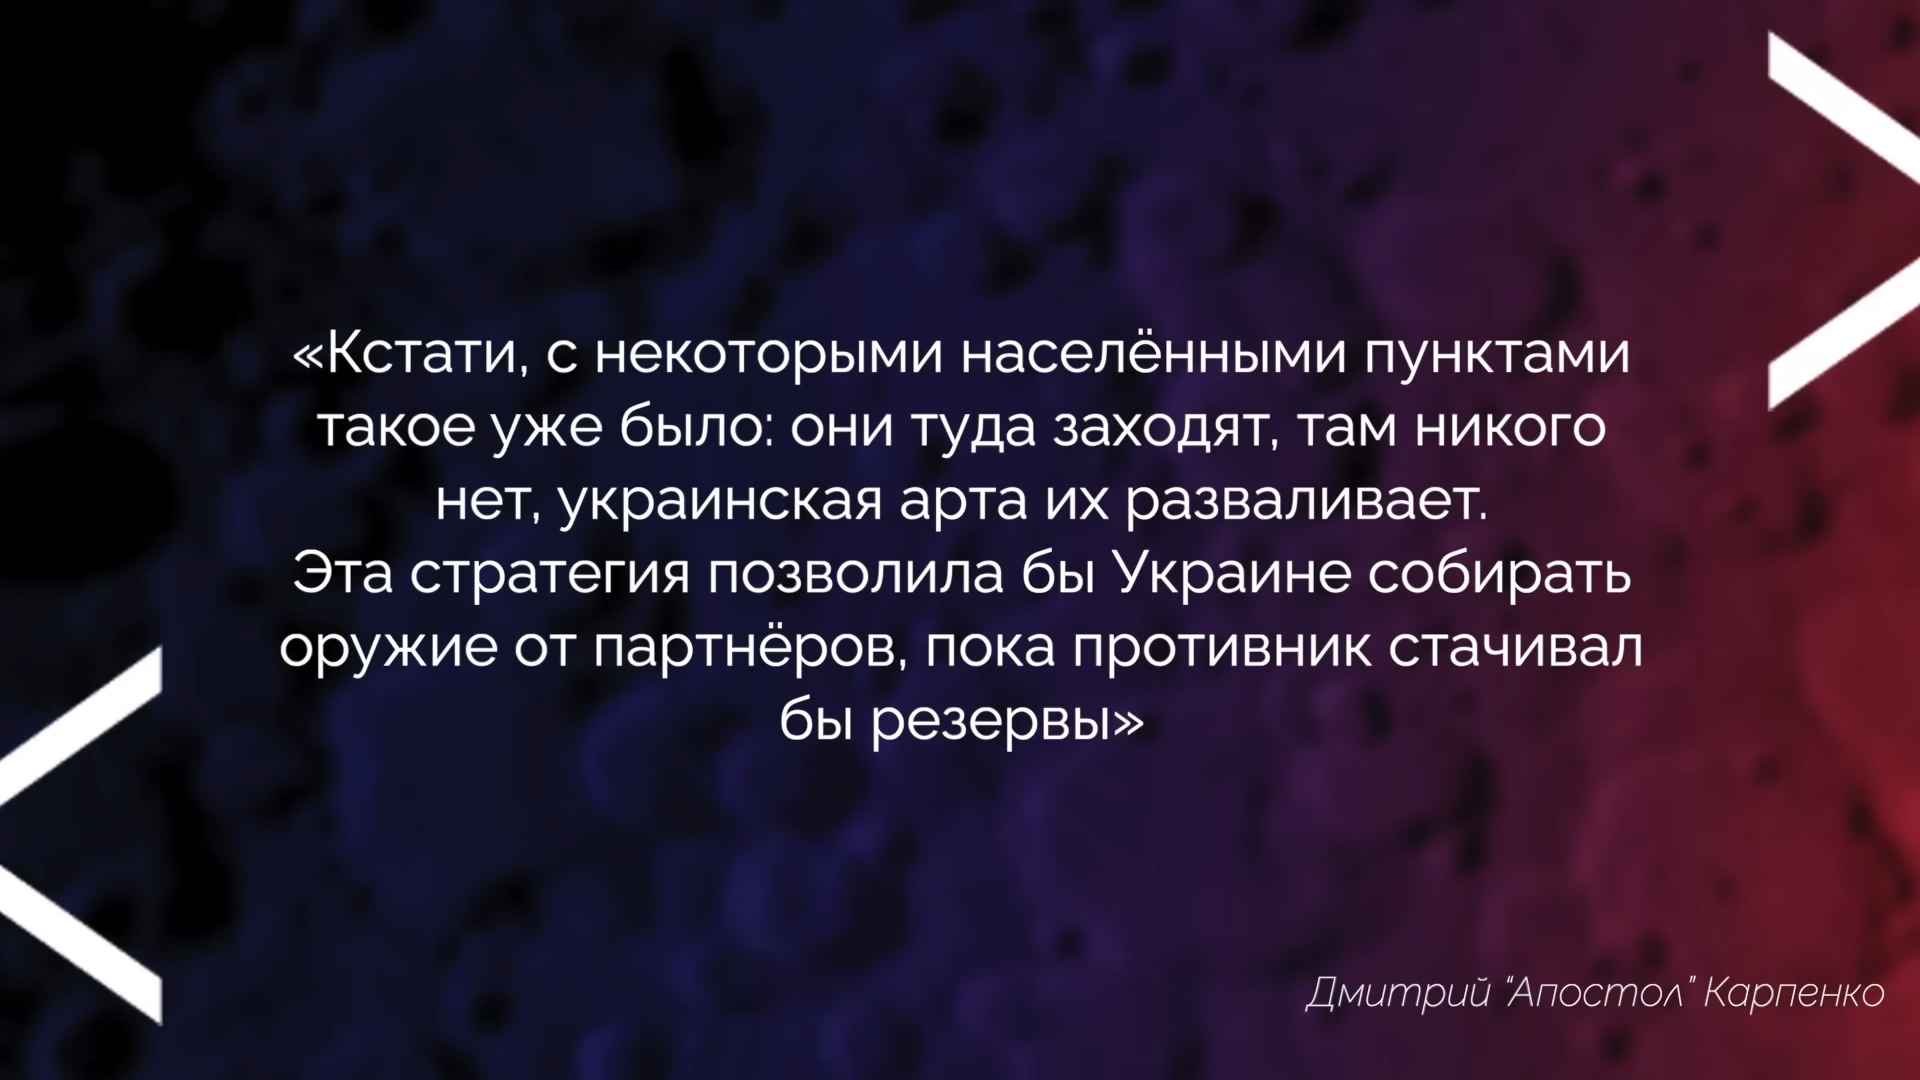 «Кстати, с некоторыми населёнными пунктами
такое уже было: они туда заходят, там никого
нет, украинская арта их разваливает.
Эта стратегия позволила бы Украине собирать
оружие от партнёров, пока противник стачивал
бы резервы»
Дмитрий "Апостол" Карпенко